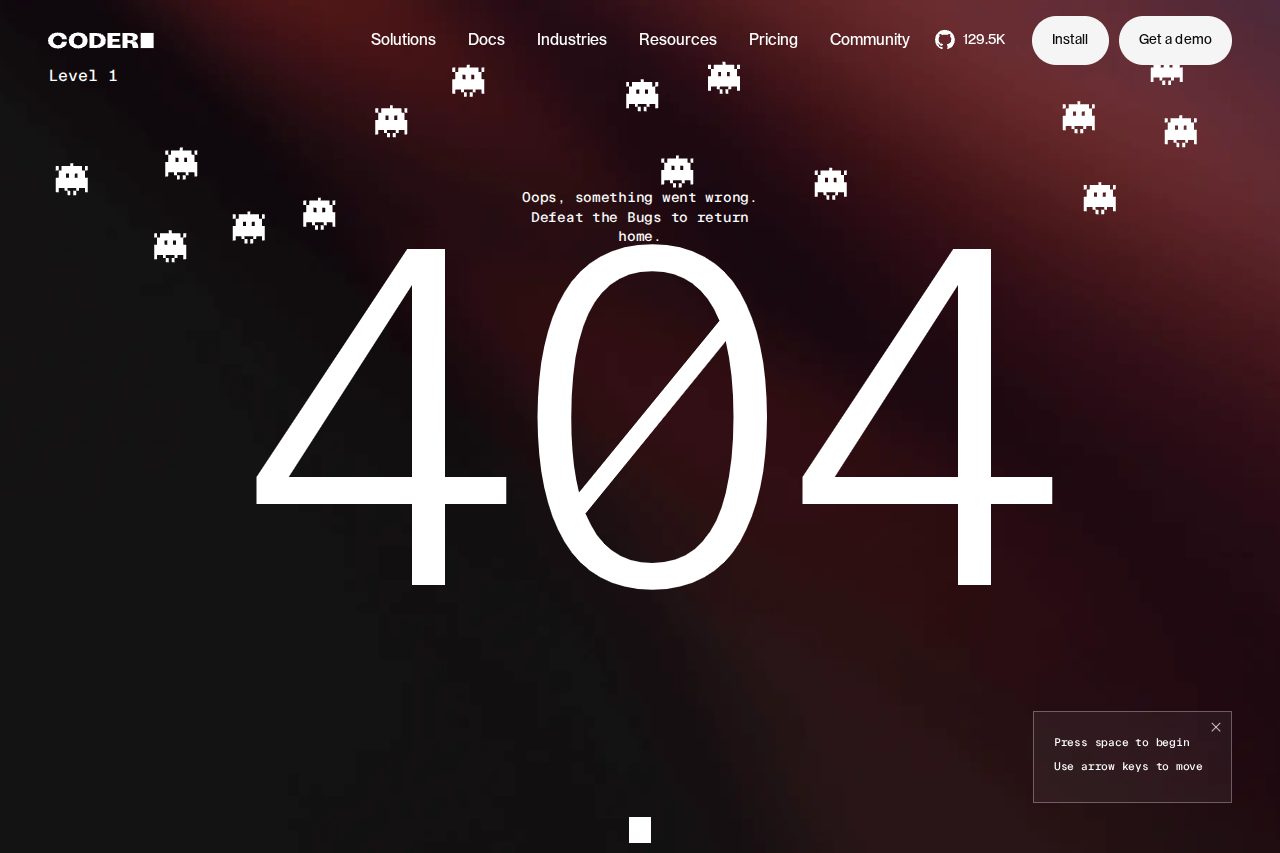 CODER
Solutions
Docs
Industries
Resources
Pricing
Community
129.5K
Install
Get a demo
Level 1
Oops, something went wrong.
Defeat the Bugs to return
home.
404
Press space to begin
Use arrow keys to move